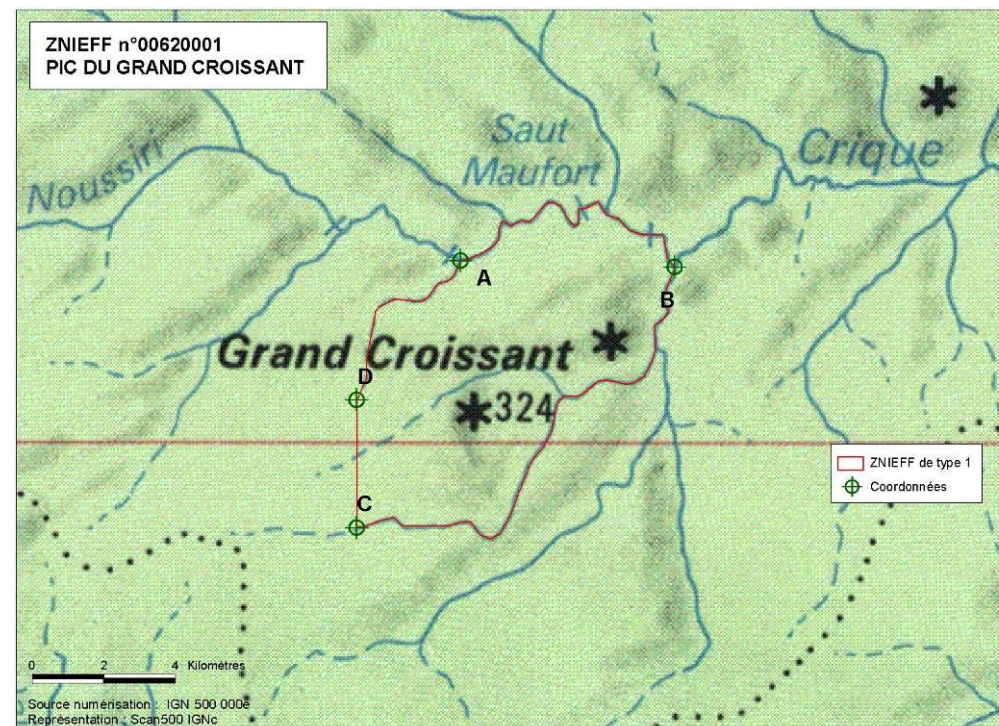 ZNIEFF n°00620001
PIC DU GRAND CROISSANT
Saut
Maufort
Crique
Noussiri
A
B
Grand Croissant
D
324
C
ZNIEFF de type 1
Coordonnées
0 2 4 Kilomètres
Source numérisation : IGN 500 000è
Représentation : Scan500 IGNc